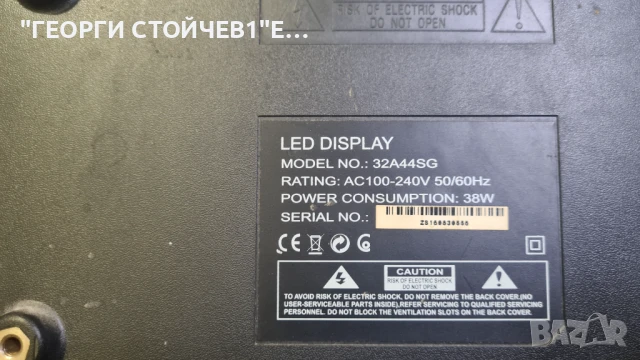 "ГЕОРГИ СТОЙЧЕВ1"Е...
RISK OF ELECTRIC SHOCK
DO NOT OPEN
LED DISPLAY
MODEL NO.: 32A44SG
RATING: AC100-240V 50/60Hz
POWER CONSUMPTION: 38W
SERIAL NO.:
CE
CAUTION
RISK OF ELECTRIC SHOCK
DO NOT OPEN
TO AVOID RISK OF ELECTRIC SHOCK, DO NOT REMOVE THE BACK COVER.(NO
USER-SERVICEABLE PARTS INSIDE),REFER SERVICING TO QUALIFIED SERVICING
PERSONNEL. DO NOT BLOCK THE VENTILATION SLOTS ON THE BACK COVER.
BAZAR